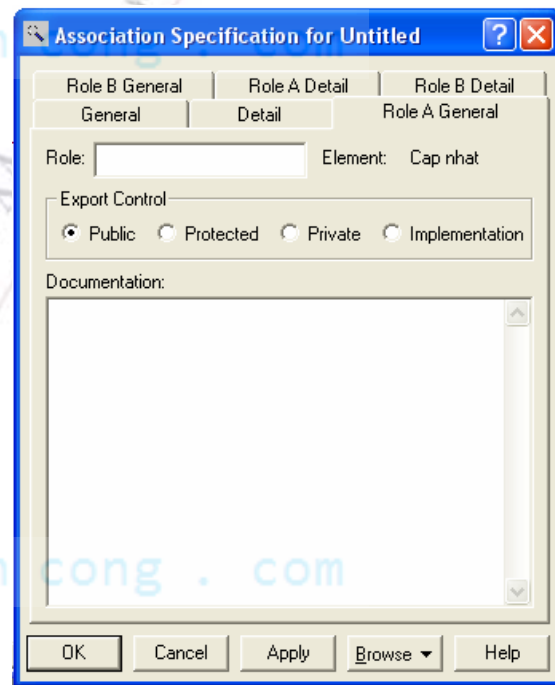 Association Specification for Untitled
Role B General Role A Detail Role B Detail
General Detail Role A General
Role: Element: Cap nhat
Export Control
Public Protected Private Implementation
Documentation:
cong . com
OK Cancel Apply Browse Help